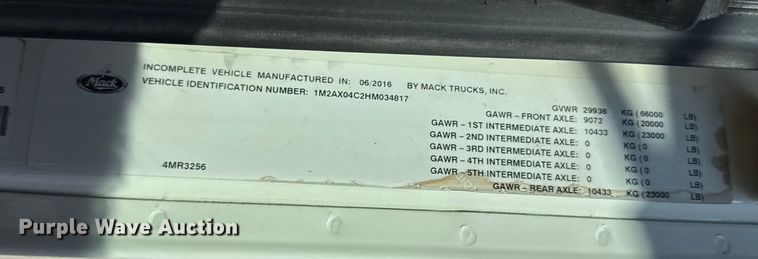 Mack
INCOMPLETE VEHICLE MANUFACTURED IN: 06/2016 BY MACK TRUCKS, INC.
VEHICLE IDENTIFICATION NUMBER: 1M2AX04C2HM034817
GVWR 29938 KG (66000 LB)
GAWR - FRONT AXLE: 9072 KG (20000 LB)
GAWR - 1ST INTERMEDIATE AXLE: 10433 KG (23000 LB)
GAWR - 2ND INTERMEDIATE AXLE: 0 KG (0 LB)
GAWR - 3RD INTERMEDIATE AXLE: 0 KG (0 LB)
GAWR - 4TH INTERMEDIATE AXLE: 0 KG (0 LB)
GAWR - 5TH INTERMEDIATE AXLE: 0 KG (0 LB)
GAWR - REAR AXLE: 10433 KG (23000 LB)
4MR3256
Purple Wave Auction